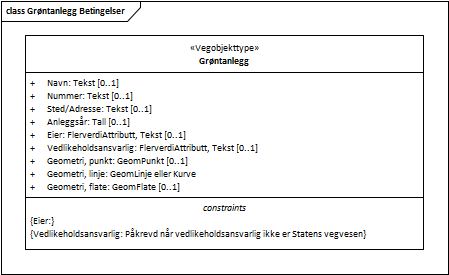 class Grøntanlegg Betingelser
«Vegobjekttype»
Grøntanlegg
+ Navn: Tekst [0..1]
+ Nummer: Tekst [0..1]
+ Sted/Adresse: Tekst [0..1]
+ Anleggsår: Tall [0..1]
+ Eier: FlerverdiAttributt, Tekst [0..1]
+ Vedlikeholdsansvarlig: FlerverdiAttributt, Tekst [0..1]
+ Geometri, punkt: GeomPunkt [0..1]
+ Geometri, linje: GeomLinje eller Kurve
+ Geometri, flate: GeomFlate [0..1]
constraints
{Eier:}
{Vedlikeholdsansvarlig: Påkrevd når vedlikeholdsansvarlig ikke er Statens vegvesen}